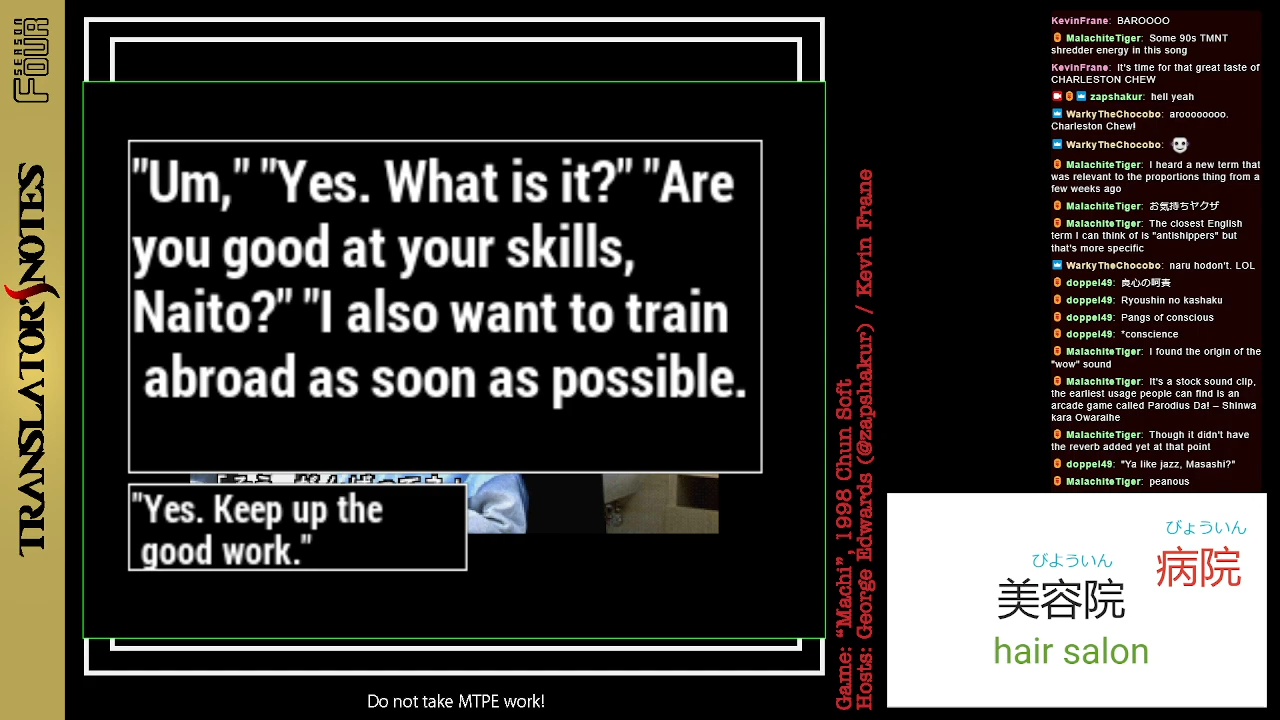 SEASON
FOUR
TRANSLATOR'S NOTES
"Um," "Yes. What is it?" "Are
you good at your skills,
Naito?" "I also want to train
abroad as soon as possible.
"Yes. Keep up the
good work."
Do not take MTPE work!
Game: “Machi”, 1998 Chun Soft
Hosts: George Edwards (@zapshakur) / Kevin Frane
KevinFrane: BAROOOO
MalachiteTiger: Some 90s TMNT
shredder energy in this song
KevinFrane: It's time for that great taste of
CHARLESTON CHEW
zapshakur: hell yeah
WarkyTheChocobo: aroooooooo.
Charleston Chew!
WarkyTheChocobo:
MalachiteTiger: I heard a new term that
was relevant to the proportions thing from a
few weeks ago
MalachiteTiger: お気持ちヤクザ
MalachiteTiger: The closest English
term I can think of is "antishippers" but
that's more specific
WarkyTheChocobo: naru hodon't. LOL
doppel49:
doppel49: Ryoushin no kashaku
doppel49: Pangs of conscious
doppel49: *conscience
MalachiteTiger: I found the origin of the
"wow" sound
MalachiteTiger: It's a stock sound clip,
the earliest usage people can find is an
arcade game called Parodius Da! – Shinwa
kara Owaraihe
MalachiteTiger: Though it didn't have
the reverb added yet at that point
doppel49: "Ya like jazz, Masashi?"
MalachiteTiger: peanous
びょういん
病院
びよういん
美容院
hair salon